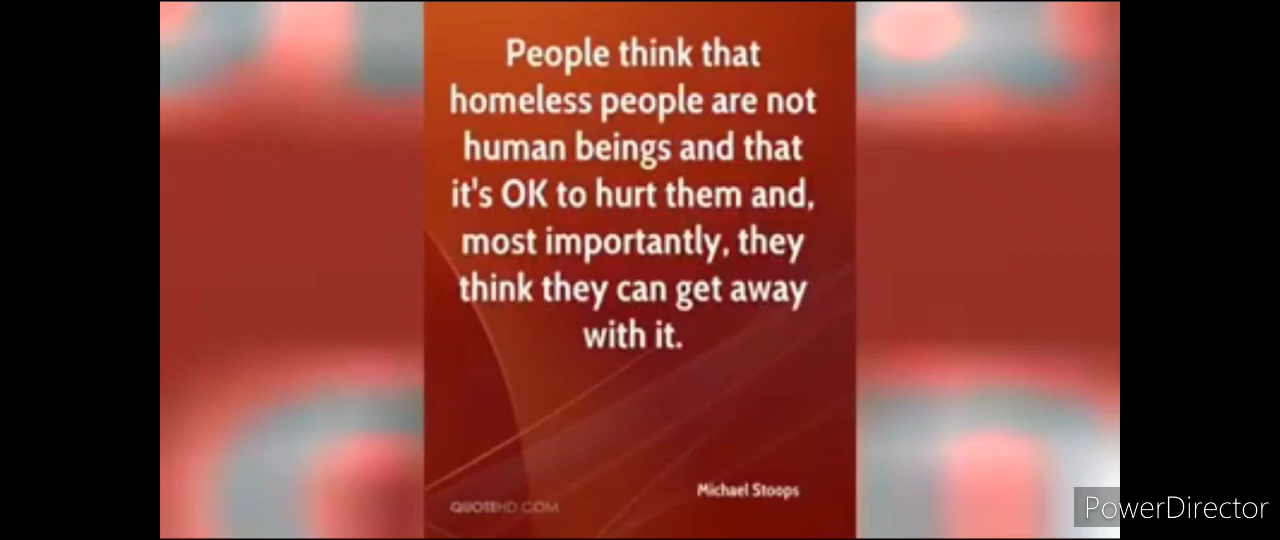 People think that
homeless people are not
human beings and that
it's OK to hurt them and,
most importantly, they
think they can get away
with it.
Michael Stoops
QUOTEHD.COM
PowerDirector